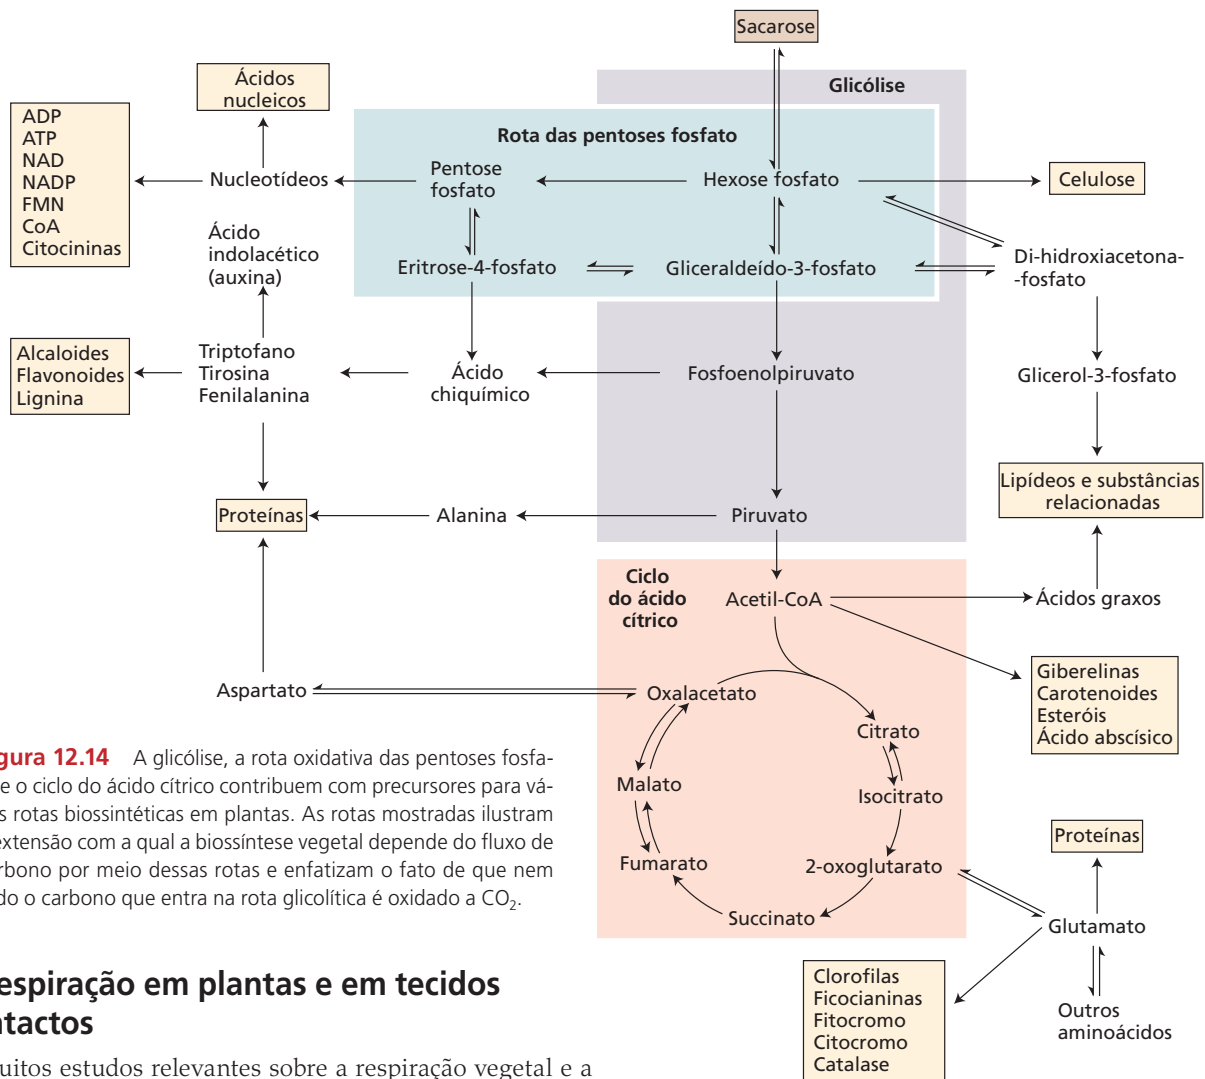 Sacarose
Glicólise
Ácidos
nucleicos
ADP
ATP
NAD
NADP
FMN
CoA
Citocininas
Rota das pentoses fosfato
Nucleotídeos
Pentose
fosfato
Hexose fosfato
Celulose
Ácido
indolacético
(auxina)
Eritrose-4-fosfato
Gliceraldeído-3-fosfato
Di-hidroxiacetona-
-fosfato
Alcaloides
Flavonoides
Lignina
Triptofano
Tirosina
Fenilalanina
Ácido
chiquímico
Fosfoenolpiruvato
Glicerol-3-fosfato
Lipídeos e substâncias
relacionadas
Proteínas
Alanina
Piruvato
Ciclo
do ácido
cítrico
Acetil-CoA
Ácidos graxos
Giberelinas
Carotenoides
Esteróis
Ácido abscísico
Aspartato
Oxalacetato
Citrato
Isocitrato
2-oxoglutarato
Succinato
Fumarato
Malato
Proteínas
Glutamato
Outros
aminoácidos
Clorofilas
Ficocianinas
Fitocromo
Citocromo
Catalase
gura 12.14 A glicólise, a rota oxidativa das pentoses fosfa-
e o ciclo do ácido cítrico contribuem com precursores para vá-
s rotas biossintéticas em plantas. As rotas mostradas ilustram
extensão com a qual a biossíntese vegetal depende do fluxo de
rbono por meio dessas rotas e enfatizam o fato de que nem
do o carbono que entra na rota glicolítica é oxidado a CO₂.
espiração em plantas e em tecidos
tactos
uitos estudos relevantes sobre a respiração vegetal e a